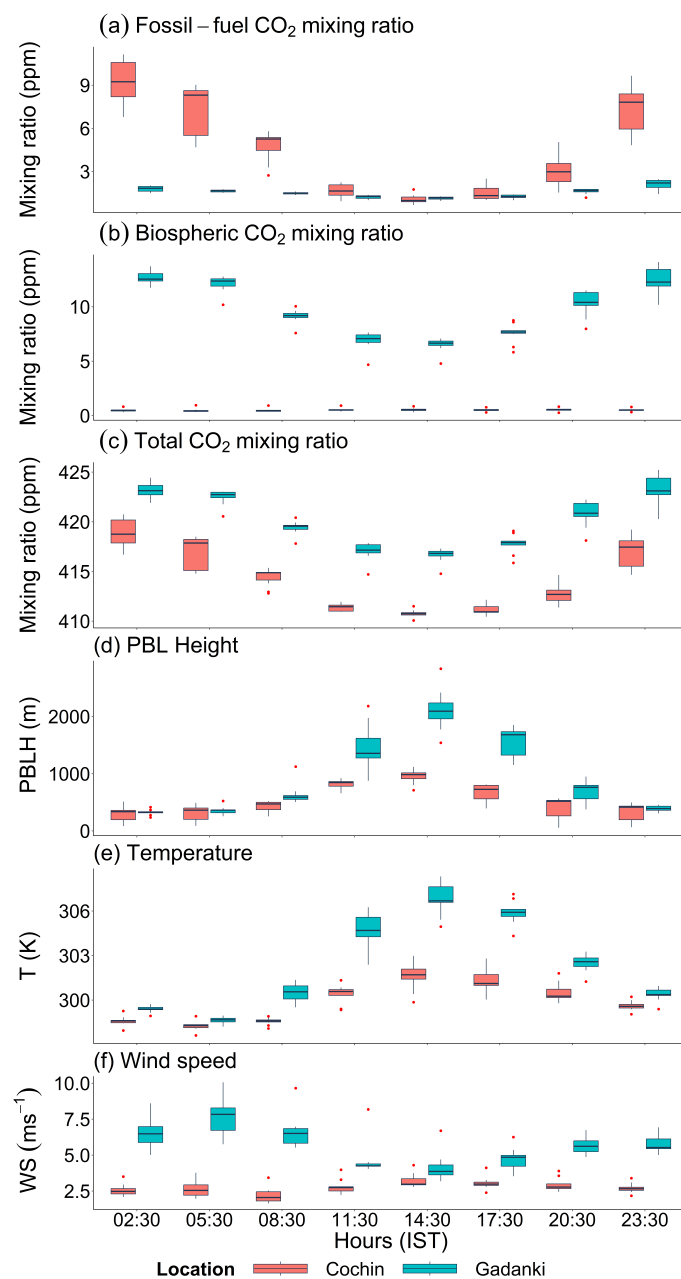 (a) Fossil – fuel CO₂ mixing ratio
Mixing ratio (ppm)
9
6
3
(b) Biospheric CO₂ mixing ratio
Mixing ratio (ppm)
10
5
0
(c) Total CO₂ mixing ratio
Mixing ratio (ppm)
425
420
415
410
(d) PBL Height
PBLH (m)
2000
1000
0
(e) Temperature
T (K)
306
303
300
(f) Wind speed
WS (ms⁻¹)
10.0
7.5
5.0
2.5
02:30 05:30 08:30 11:30 14:30 17:30 20:30 23:30
Hours (IST)
Location Cochin Gadanki